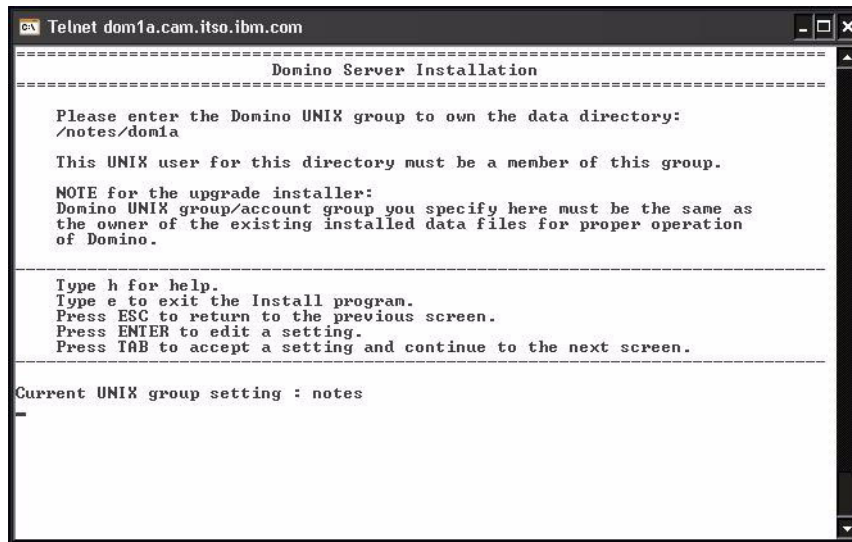 Telnet dom1a.cam.itso.ibm.com
Domino Server Installation
Please enter the Domino UNIX group to own the data directory:
/notes/dom1a
This UNIX user for this directory must be a member of this group.
NOTE for the upgrade installer:
Domino UNIX group/account group you specify here must be the same as
the owner of the existing installed data files for proper operation
of Domino.
Type h for help.
Type e to exit the Install program.
Press ESC to return to the previous screen.
Press ENTER to edit a setting.
Press TAB to accept a setting and continue to the next screen.
Current UNIX group setting : notes